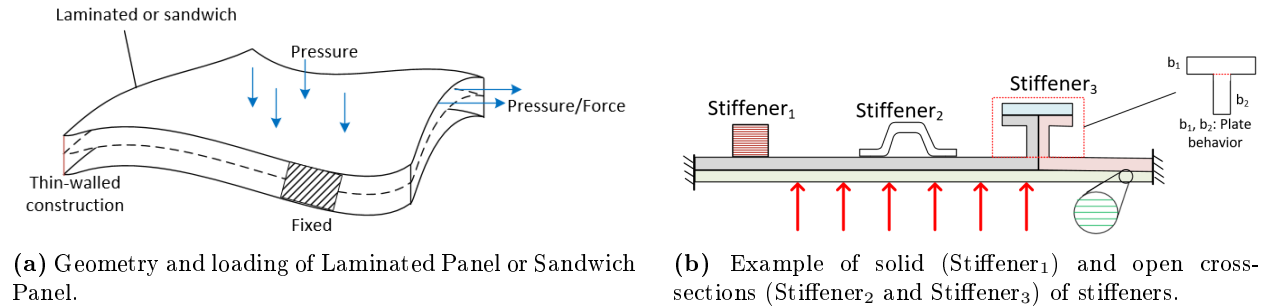 Laminated or sandwich
Pressure
Pressure/Force
Thin-walled
construction
Fixed
(a) Geometry and loading of Laminated Panel or Sandwich
Panel.
Stiffener₁
Stiffener₂
Stiffener₃
b₁
b₂
b₁, b₂: Plate
behavior
(b) Example of solid (Stiffener₁) and open cross-
sections (Stiffener₂ and Stiffener₃) of stiffeners.